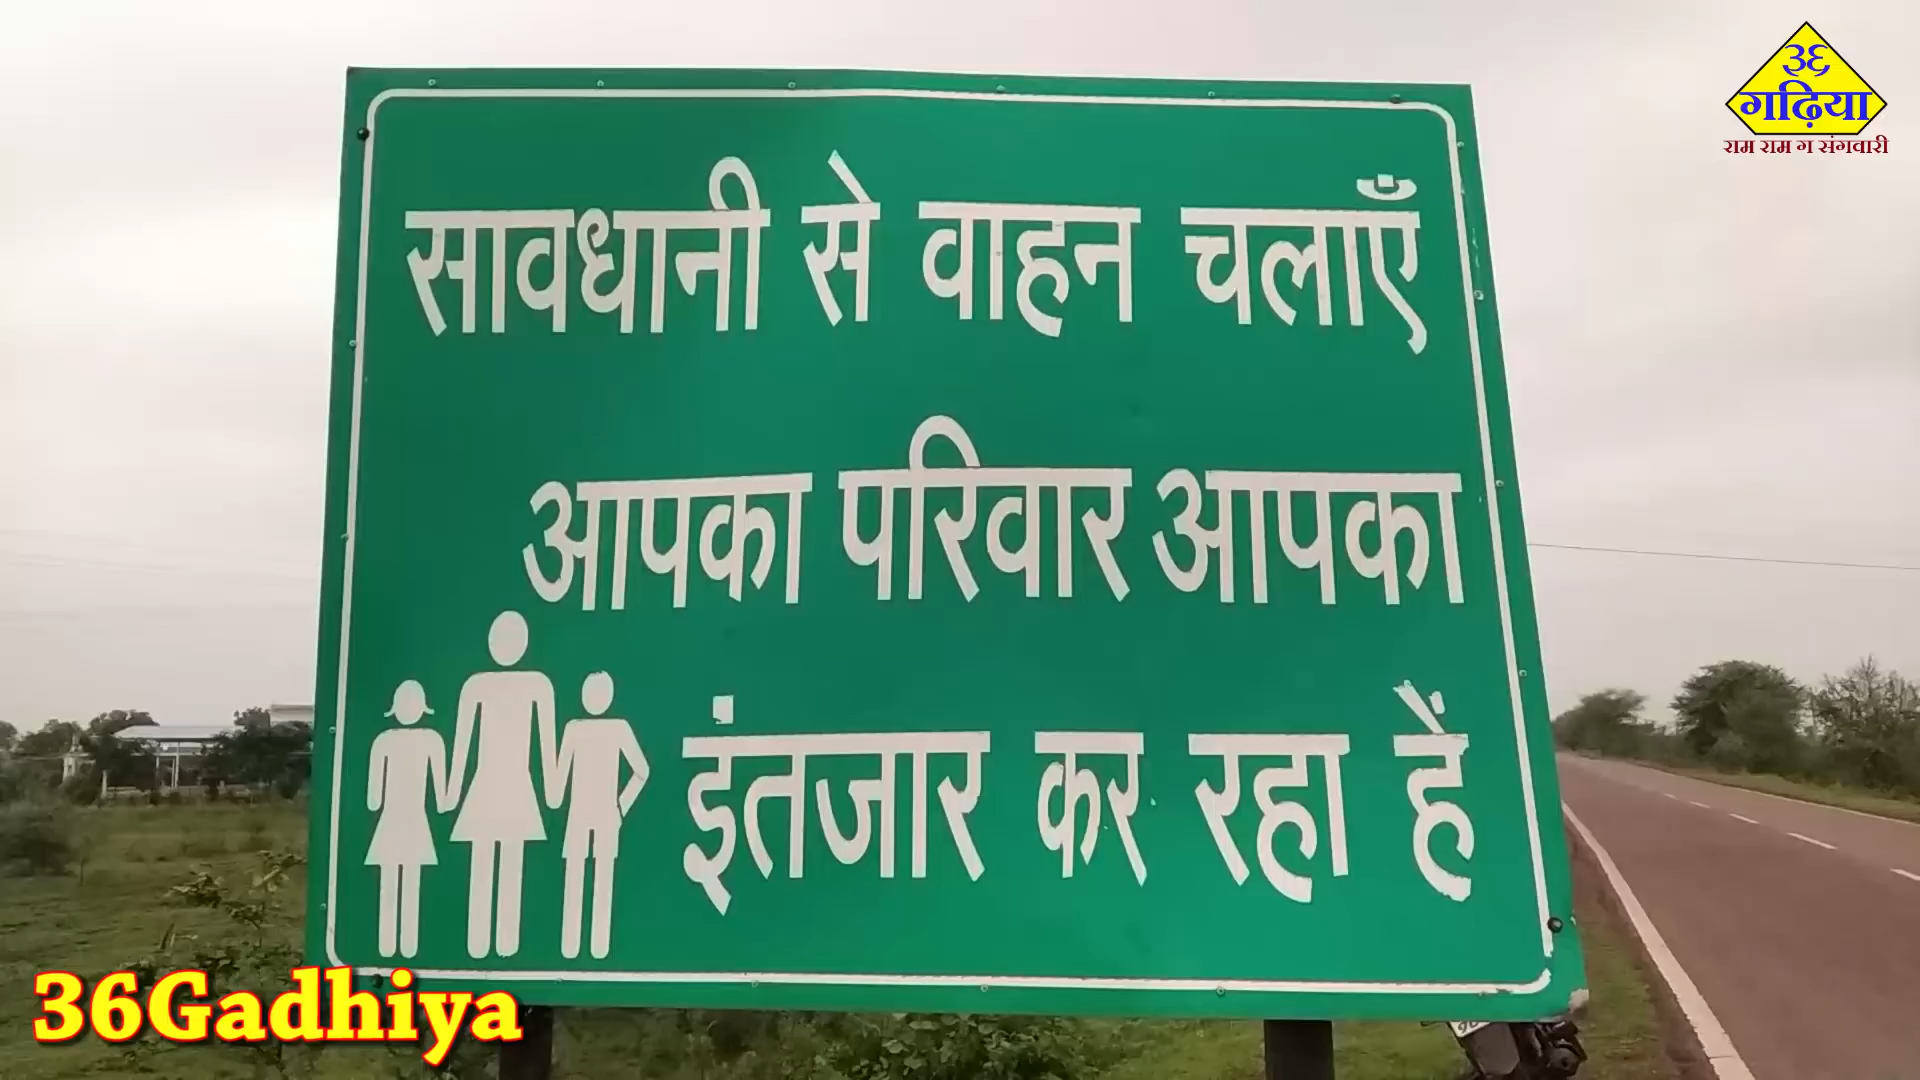 ३६
गढ़िया
राम राम ग संगवारी
सावधानी से वाहन चलाएँ
आपका परिवार आपका
इंतजार कर रहा हैं
36Gadhiya